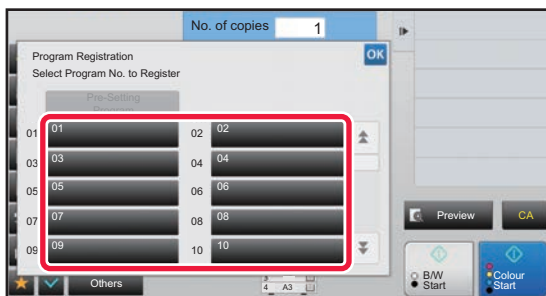 No. of copies 1
Program Registration
OK
Select Program No. to Register
Pre-Setting
Program
01 01 02 02
03 03 04 04
05 05 06 06
07 07 08 08
09 09 10 10
Preview CA
Others
4 A3
B/W
Start
Colour
Start